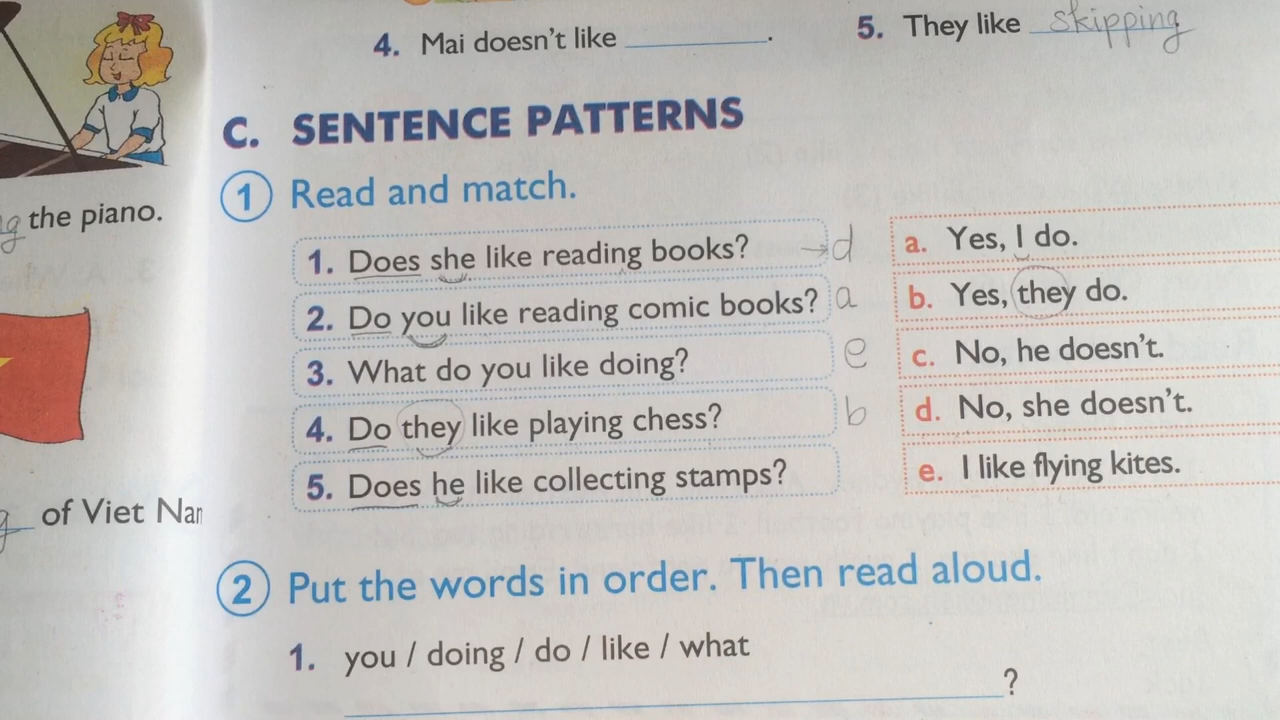 4. Mai doesn't like ________.
5. They like skipping
C. SENTENCE PATTERNS
the piano.
1 Read and match.
1. Does she like reading books? → d
2. Do you like reading comic books? a
3. What do you like doing? e
4. Do they like playing chess? b
5. Does he like collecting stamps?
a. Yes, I do.
b. Yes, they do.
c. No, he doesn't.
d. No, she doesn't.
e. I like flying kites.
of Viet Nam
2 Put the words in order. Then read aloud.
1. you / doing / do / like / what
________?